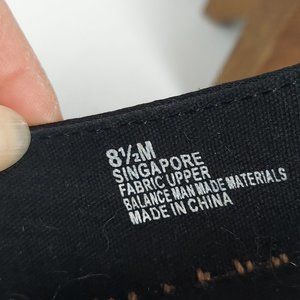 8½M
SINGAPORE
FABRIC UPPER
BALANCE MAN MADE MATERIALS
MADE IN CHINA